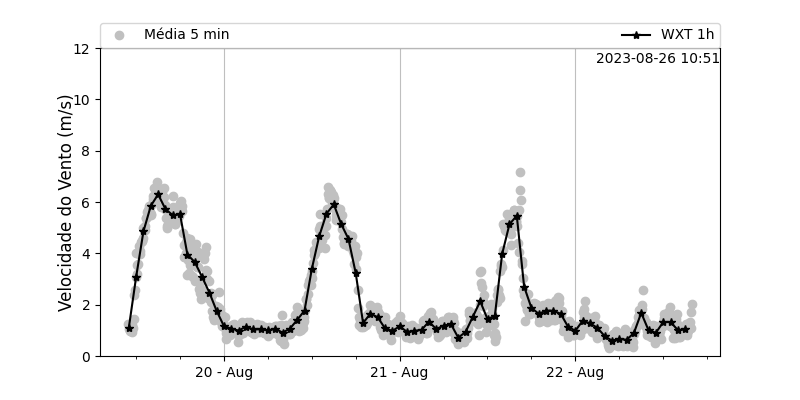 Média 5 min
WXT 1h
2023-08-26 10:51
Velocidade do Vento (m/s)
12
10
8
6
4
2
0
20 - Aug
21 - Aug
22 - Aug